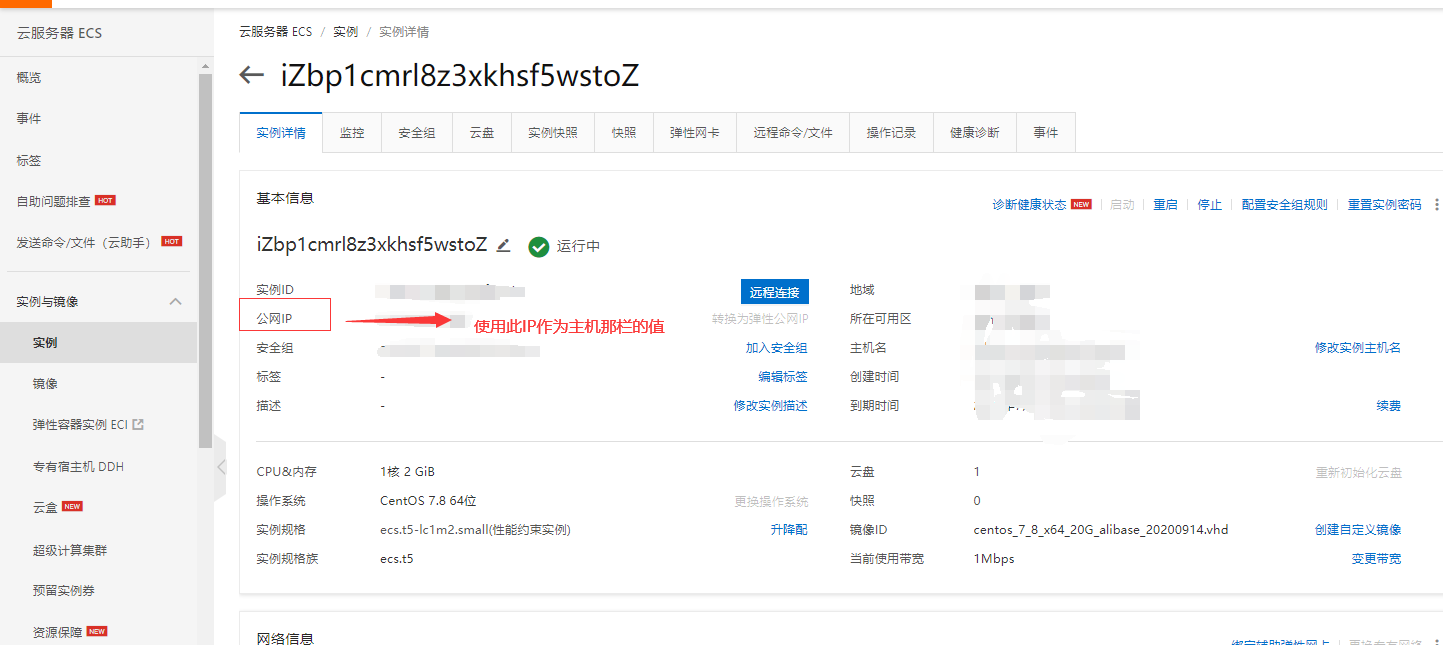 云服务器 ECS
概览
事件
标签
自助问题排查 HOT
发送命令/文件（云助手） HOT
实例与镜像
实例
镜像
弹性容器实例 ECI
专有宿主机 DDH
云盒 NEW
超级计算集群
预留实例券
资源保障 NEW
云服务器 ECS / 实例 / 实例详情
iZbp1cmrl8z3xkhsf5wstoZ
实例详情 监控 安全组 云盘 实例快照 快照 弹性网卡 远程命令/文件 操作记录 健康诊断 事件
基本信息
诊断健康状态 NEW 启动 重启 停止 配置安全组规则 重置实例密码
iZbp1cmrl8z3xkhsf5wstoZ 运行中
实例ID 远程连接 地域
公网IP 使用此IP作为主机那栏的值 转换为弹性公网IP 所在可用区
安全组 加入安全组 主机名 修改实例主机名
标签 - 编辑标签 创建时间
描述 - 修改实例描述 到期时间 续费
CPU&内存 1核 2 GiB 云盘 1 重新初始化云盘
操作系统 CentOS 7.8 64位 更换操作系统 快照 0
实例规格 ecs.t5-lc1m2.small(性能约束实例) 升降配 镜像ID centos_7_8_x64_20G_alibase_20200914.vhd 创建自定义镜像
实例规格族 ecs.t5 当前使用带宽 1Mbps 变更带宽
网络信息
绑定辅助弹性网卡 更换专有网络